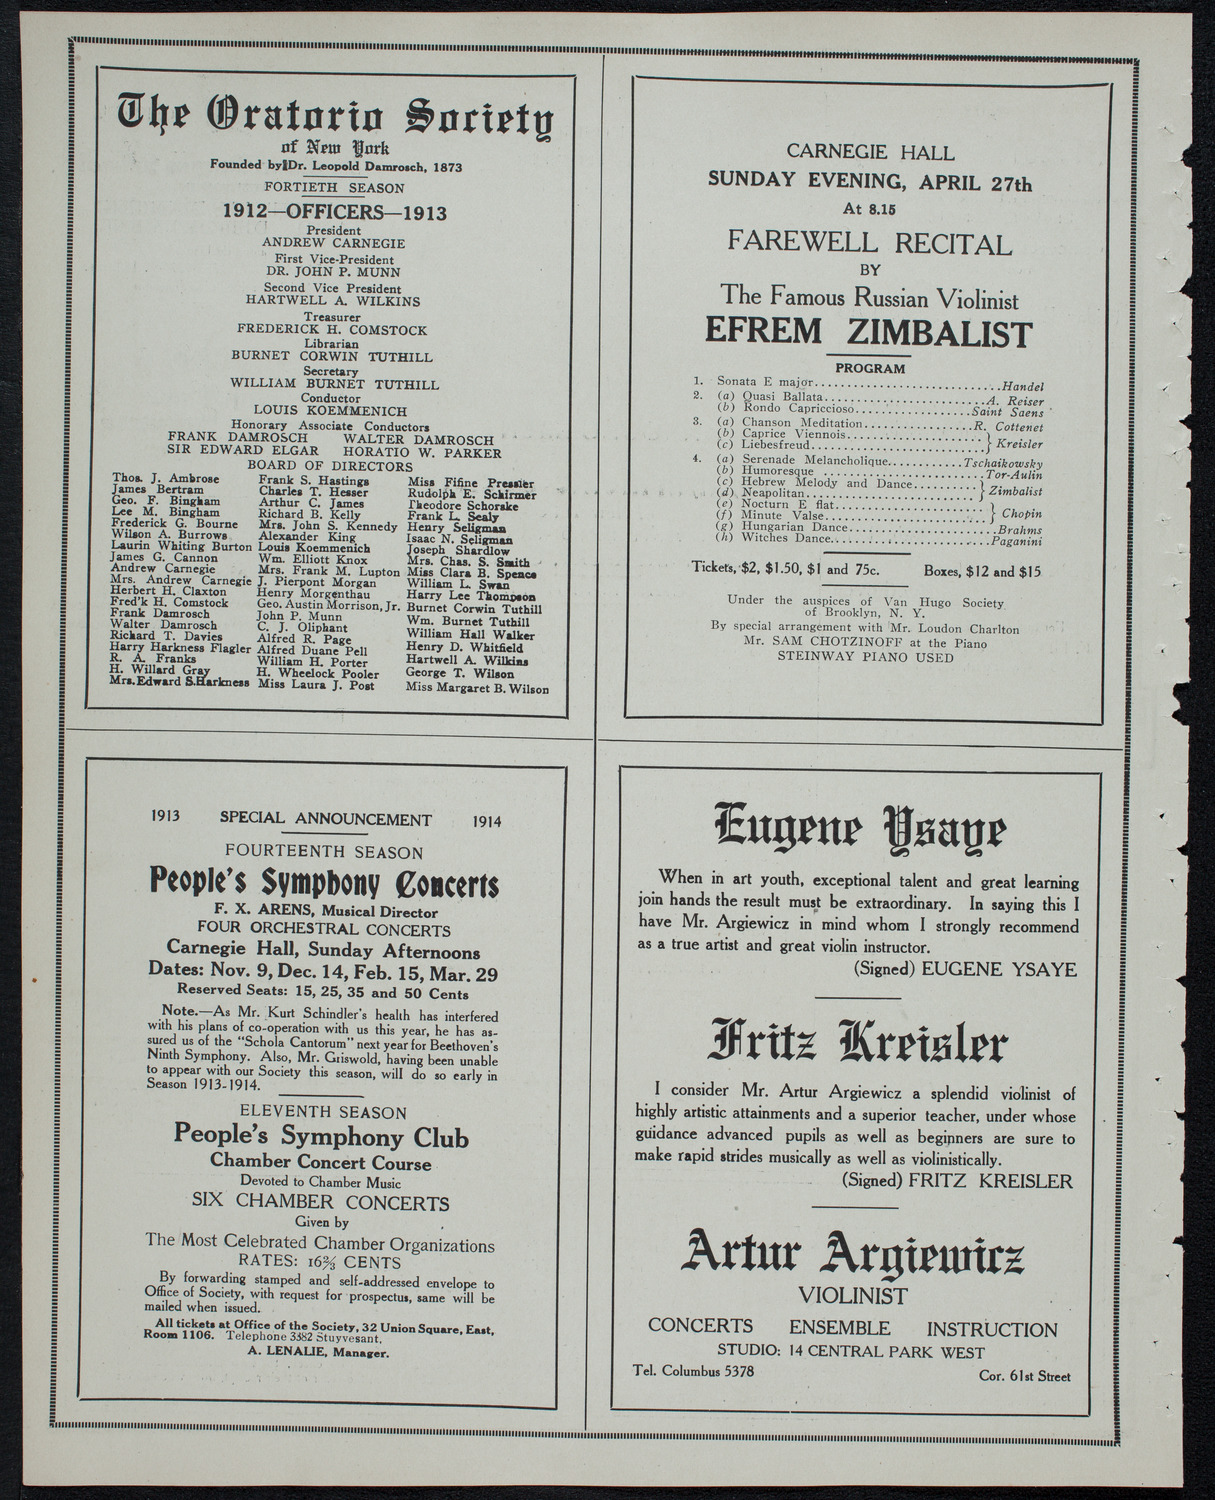 The Oratorio Society
of New York
Founded by Dr. Leopold Damrosch, 1873
FORTIETH SEASON
1912—OFFICERS—1913
President
ANDREW CARNEGIE
First Vice-President
DR. JOHN P. MUNN
Second Vice President
HARTWELL A. WILKINS
Treasurer
FREDERICK H. COMSTOCK
Librarian
BURNET CORWIN TUTHILL
Secretary
WILLIAM BURNET TUTHILL
Conductor
LOUIS KOEMMENICH
Honorary Associate Conductors
FRANK DAMROSCH WALTER DAMROSCH
SIR EDWARD ELGAR HORATIO W. PARKER
BOARD OF DIRECTORS
Thos. J. Ambrose
James Bertram
Geo. F. Bingham
Lee M. Bingham
Frederick G. Bourne
Wilson A. Burrows
Laurin Whiting Burton
James G. Cannon
Andrew Carnegie
Mrs. Andrew Carnegie
Herbert H. Claxton
Fred'k H. Comstock
Frank Damrosch
Walter Damrosch
Richard T. Davies
Harry Harkness Flagler
R. A. Franks
H. Willard Gray
Mrs. Edward S. Harkness
Frank S. Hastings
Charles T. Hesser
Arthur C. James
Richard B. Kelly
Mrs. John S. Kennedy
Alexander King
Louis Koemmenich
Wm. Elliott Knox
Mrs. Frank M. Lupton
J. Pierpont Morgan
Henry Morgenthau
Geo. Austin Morrison, Jr.
John P. Munn
C. J. Oliphant
Alfred R. Page
Alfred Duane Pell
William H. Porter
H. Wheelock Pooler
Miss Laura J. Post
Miss Fifine Pressler
Rudolph E. Schirmer
Theodore Schorske
Frank L. Sealy
Henry Seligman
Isaac N. Seligman
Joseph Shardlow
Mrs. Chas. S. Smith
Miss Clara B. Spence
William L. Swan
Harry Lee Thompson
Burnet Corwin Tuthill
Wm. Burnet Tuthill
William Hall Walker
Henry D. Whitfield
Hartwell A. Wilkins
George T. Wilson
Miss Margaret B. Wilson
CARNEGIE HALL
SUNDAY EVENING, APRIL 27th
At 8.15
FAREWELL RECITAL
BY
The Famous Russian Violinist
EFREM ZIMBALIST
PROGRAM
1. Sonata E major.......Handel
2. (a) Quasi Ballata.......A. Reiser
(b) Rondo Capriccioso.......Saint Saens
3. (a) Chanson Meditation.......R. Cottenet
(b) Caprice Viennois.......
(c) Liebesfreud.......} Kreisler
4. (a) Serenade Melancholique.......Tschaikowsky
(b) Humoresque.......Tor-Aulin
(c) Hebrew Melody and Dance.......
(d) Neapolitan.......} Zimbalist
(e) Nocturn E flat.......
(f) Minute Valse.......} Chopin
(g) Hungarian Dance.......Brahms
(h) Witches Dance.......Paganini
Tickets, $2, $1.50, $1 and 75c. Boxes, $12 and $15
Under the auspices of Van Hugo Society
of Brooklyn, N. Y.
By special arrangement with Mr. Loudon Charlton
Mr. SAM CHOTZINOFF at the Piano
STEINWAY PIANO USED
1913 SPECIAL ANNOUNCEMENT 1914
FOURTEENTH SEASON
People's Symphony Concerts
F. X. ARENS, Musical Director
FOUR ORCHESTRAL CONCERTS
Carnegie Hall, Sunday Afternoons
Dates: Nov. 9, Dec. 14, Feb. 15, Mar. 29
Reserved Seats: 15, 25, 35 and 50 Cents
Note.—As Mr. Kurt Schindler's health has interfered
with his plans of co-operation with us this year, he has as-
sured us of the "Schola Cantorum" next year for Beethoven's
Ninth Symphony. Also, Mr. Griswold, having been unable
to appear with our Society this season, will do so early in
Season 1913-1914.
ELEVENTH SEASON
People's Symphony Club
Chamber Concert Course
Devoted to Chamber Music
SIX CHAMBER CONCERTS
Given by
The Most Celebrated Chamber Organizations
RATES: 16⅔ CENTS
By forwarding stamped and self-addressed envelope to
Office of Society, with request for prospectus, same will be
mailed when issued.
All tickets at Office of the Society, 32 Union Square, East,
Room 1106. Telephone 3382 Stuyvesant.
A. LENALIE, Manager.
Eugene Ysaye
When in art youth, exceptional talent and great learning
join hands the result must be extraordinary. In saying this I
have Mr. Argiewicz in mind whom I strongly recommend
as a true artist and great violin instructor.
(Signed) EUGENE YSAYE
Fritz Kreisler
I consider Mr. Artur Argiewicz a splendid violinist of
highly artistic attainments and a superior teacher, under whose
guidance advanced pupils as well as beginners are sure to
make rapid strides musically as well as violinistically.
(Signed) FRITZ KREISLER
Artur Argiewicz
VIOLINIST
CONCERTS ENSEMBLE INSTRUCTION
STUDIO: 14 CENTRAL PARK WEST
Tel. Columbus 5378 Cor. 61st Street